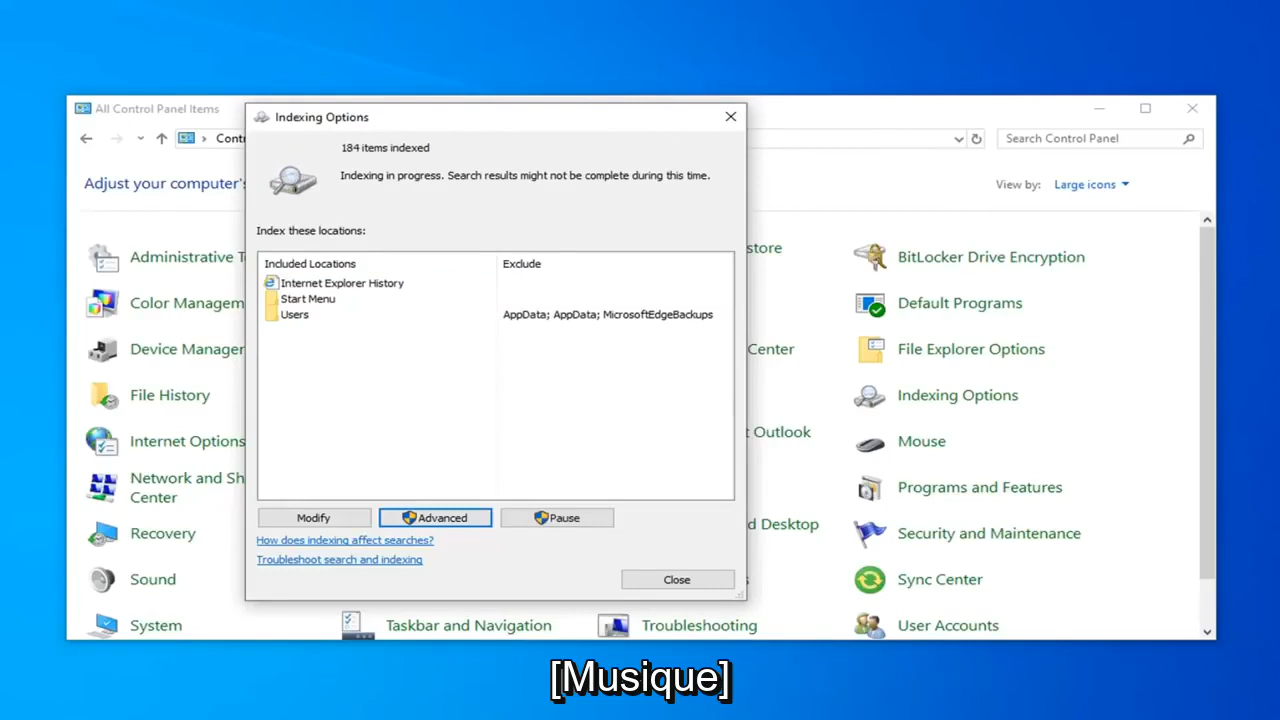 All Control Panel Items
Contr
Search Control Panel
Adjust your computer's
View by: Large icons
Indexing Options
184 items indexed
Indexing in progress. Search results might not be complete during this time.
Index these locations:
Included Locations Exclude
Internet Explorer History
Start Menu
Users AppData; AppData; MicrosoftEdgeBackups
Modify Advanced Pause
How does indexing affect searches?
Troubleshoot search and indexing
Close
Administrative T
store
BitLocker Drive Encryption
Color Managem
Default Programs
Device Manager
Center
File Explorer Options
File History
Indexing Options
Internet Options
t Outlook
Mouse
Network and Sh
Center
Programs and Features
Recovery
d Desktop
Security and Maintenance
Sound
Sync Center
System
Taskbar and Navigation
Troubleshooting
User Accounts
[Musique]